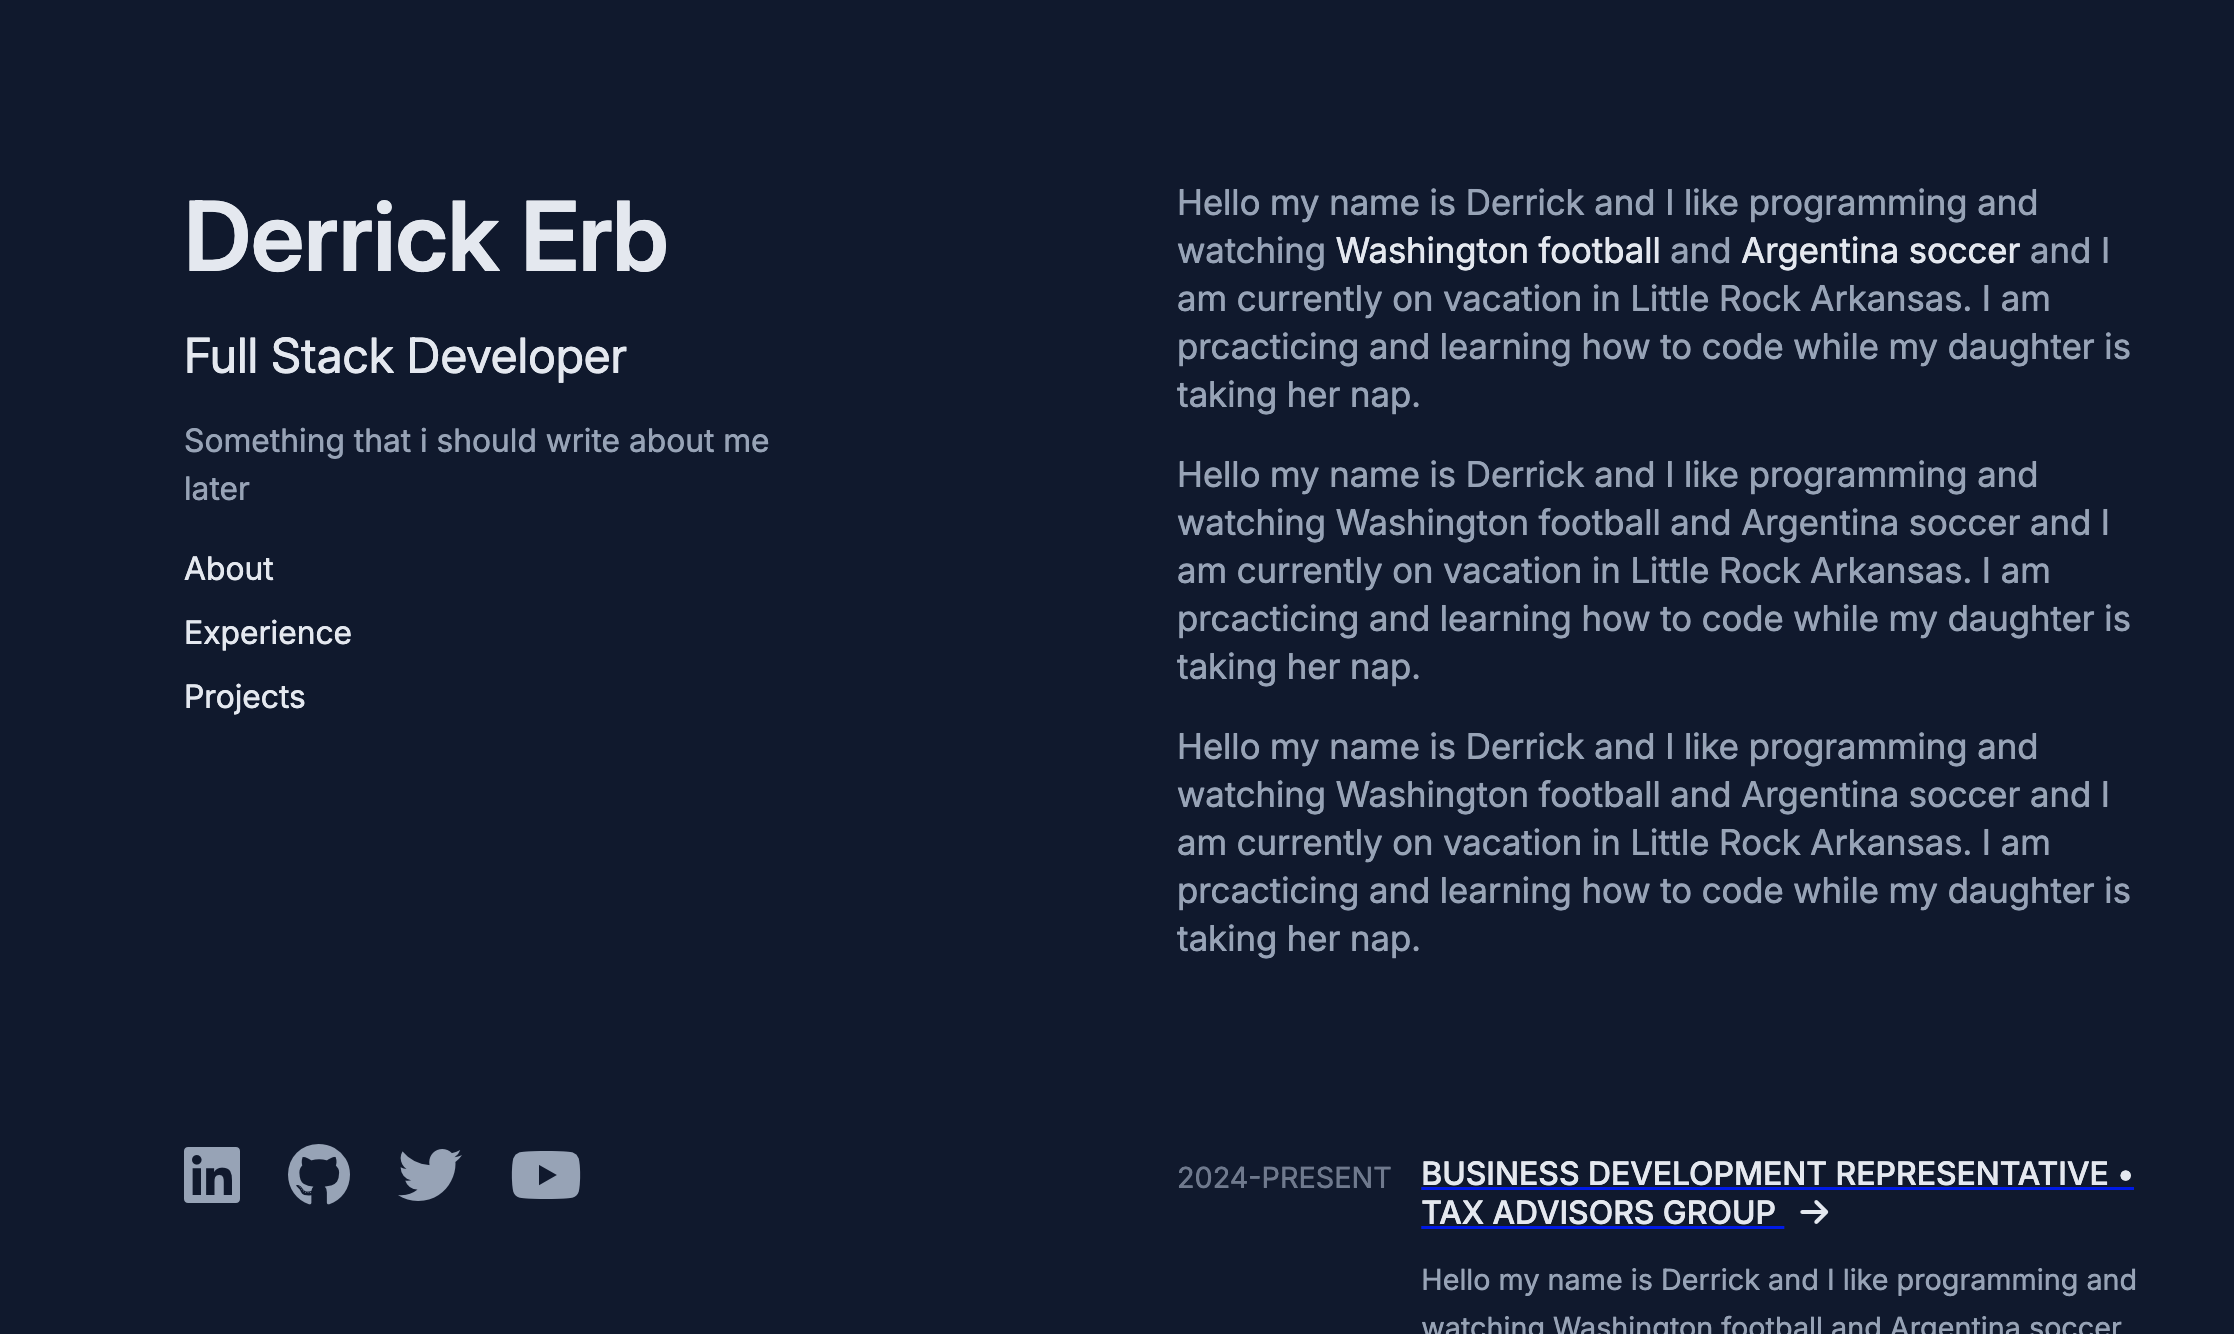 Derrick Erb
Full Stack Developer
Something that i should write about me
later
About
Experience
Projects
Hello my name is Derrick and I like programming and
watching Washington football and Argentina soccer and I
am currently on vacation in Little Rock Arkansas. I am
prcacticing and learning how to code while my daughter is
taking her nap.
Hello my name is Derrick and I like programming and
watching Washington football and Argentina soccer and I
am currently on vacation in Little Rock Arkansas. I am
prcacticing and learning how to code while my daughter is
taking her nap.
Hello my name is Derrick and I like programming and
watching Washington football and Argentina soccer and I
am currently on vacation in Little Rock Arkansas. I am
prcacticing and learning how to code while my daughter is
taking her nap.
2024-PRESENT
BUSINESS DEVELOPMENT REPRESENTATIVE •
TAX ADVISORS GROUP →
Hello my name is Derrick and I like programming and
watching Washington football and Argentina soccer